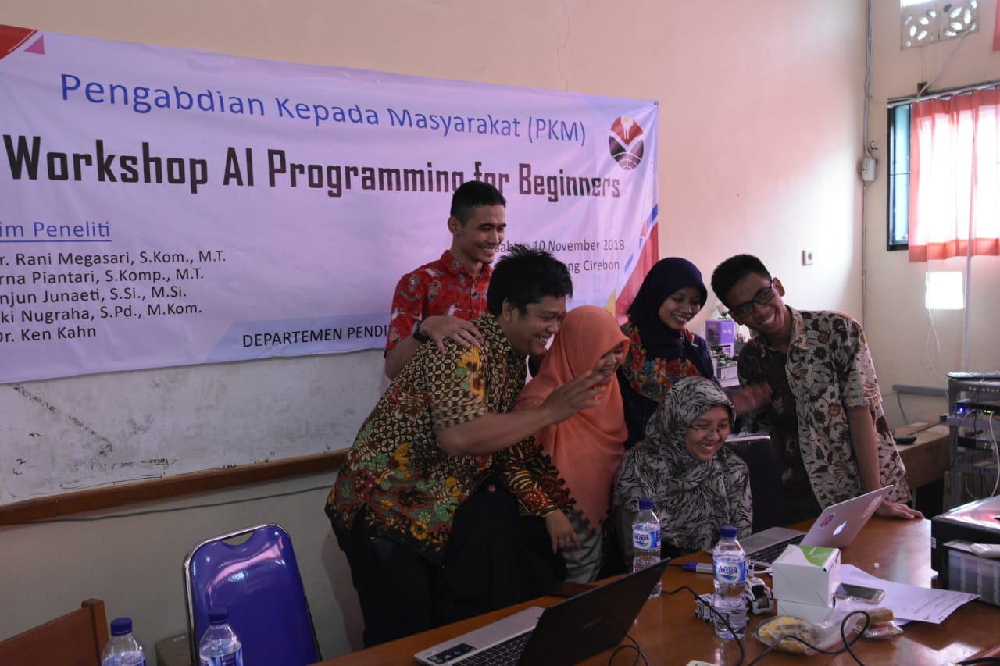 Pengabdian Kepada Masyarakat (PKM)
Workshop AI Programming for Beginners
im Peneliti
r. Rani Megasari, S.Kom., M.T.
rna Piantari, S.Komp., M.T.
njun Junaeti, S.Si., M.Si.
ki Nugraha, S.Pd., M.Kom.
Dr. Ken Kahn
Sabtu, 10 November 2018
ng Cirebon
DEPARTEMEN PENDI
AQUA
AQUA